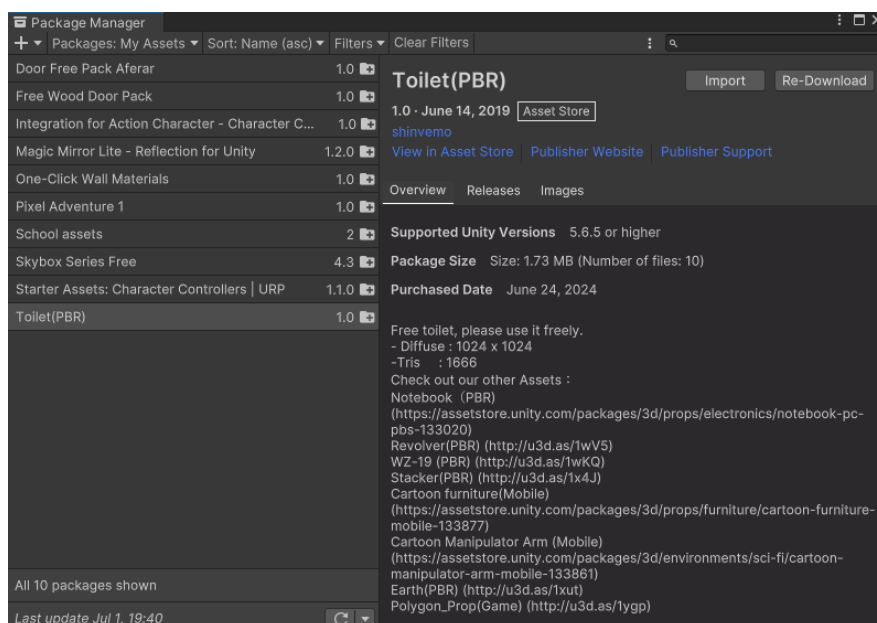 Package Manager
Packages: My Assets Sort: Name (asc) Filters Clear Filters
Door Free Pack Aferar 1.0
Free Wood Door Pack 1.0
Integration for Action Character - Character C... 1.0
Magic Mirror Lite - Reflection for Unity 1.2.0
One-Click Wall Materials 1.0
Pixel Adventure 1 1.0
School assets 2
Skybox Series Free 4.3
Starter Assets: Character Controllers | URP 1.1.0
Toilet(PBR) 1.0
All 10 packages shown
Last update Jul 1, 19:40
Toilet(PBR)
Import Re-Download
1.0 · June 14, 2019 Asset Store
shinvemo
View in Asset Store Publisher Website Publisher Support
Overview Releases Images
Supported Unity Versions 5.6.5 or higher
Package Size Size: 1.73 MB (Number of files: 10)
Purchased Date June 24, 2024
Free toilet, please use it freely.
- Diffuse : 1024 x 1024
-Tris : 1666
Check out our other Assets：
Notebook（PBR)
(https://assetstore.unity.com/packages/3d/props/electronics/notebook-pc-
pbs-133020)
Revolver(PBR) (http://u3d.as/1wV5)
WZ-19 (PBR) (http://u3d.as/1wKQ)
Stacker(PBR) (http://u3d.as/1x4J)
Cartoon furniture(Mobile)
(https://assetstore.unity.com/packages/3d/props/furniture/cartoon-furniture-
mobile-133877)
Cartoon Manipulator Arm (Mobile)
(https://assetstore.unity.com/packages/3d/environments/sci-fi/cartoon-
manipulator-arm-mobile-133861)
Earth(PBR) (http://u3d.as/1xut)
Polygon_Prop(Game) (http://u3d.as/1ygp)